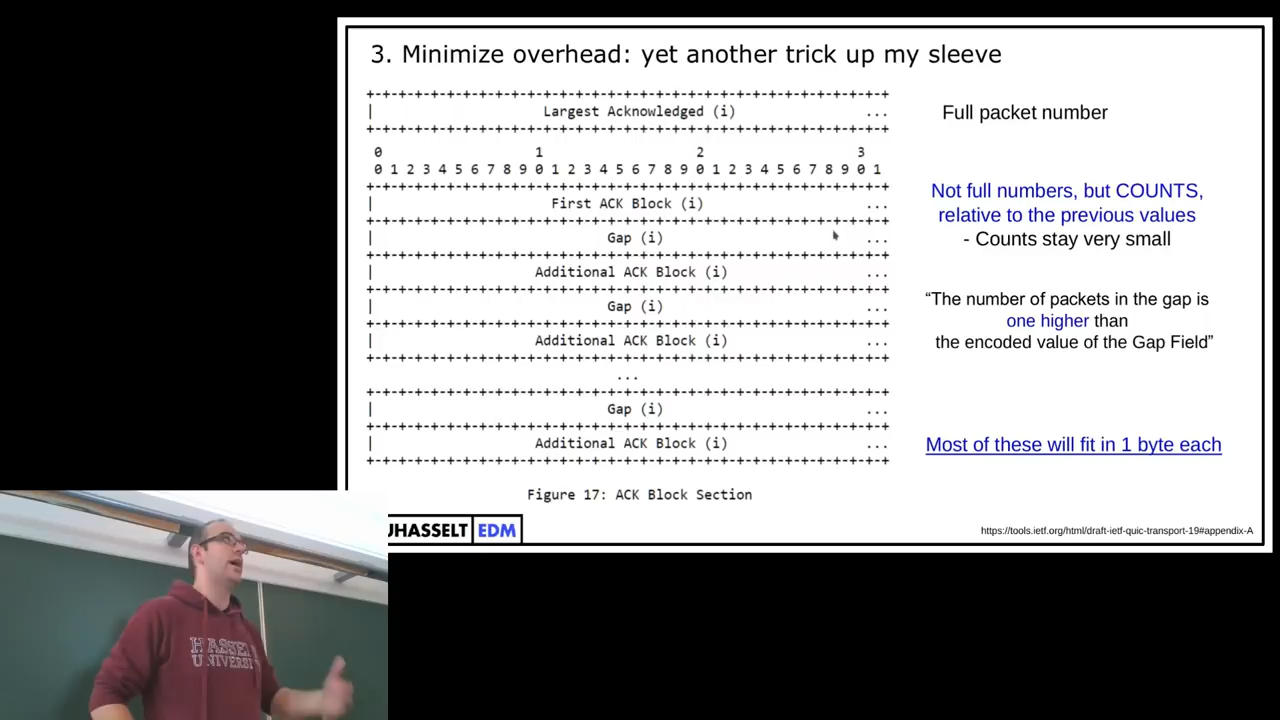 3. Minimize overhead: yet another trick up my sleeve
+-+-+-+-+-+-+-+-+-+-+-+-+-+-+-+-+-+-+-+-+-+-+-+-+-+-+-+-+-+-+-+-+
| Largest Acknowledged (i) ...
+-+-+-+-+-+-+-+-+-+-+-+-+-+-+-+-+-+-+-+-+-+-+-+-+-+-+-+-+-+-+-+-+
0 1 2 3
0 1 2 3 4 5 6 7 8 9 0 1 2 3 4 5 6 7 8 9 0 1 2 3 4 5 6 7 8 9 0 1
+-+-+-+-+-+-+-+-+-+-+-+-+-+-+-+-+-+-+-+-+-+-+-+-+-+-+-+-+-+-+-+-+
| First ACK Block (i) ...
+-+-+-+-+-+-+-+-+-+-+-+-+-+-+-+-+-+-+-+-+-+-+-+-+-+-+-+-+-+-+-+-+
| Gap (i) ...
+-+-+-+-+-+-+-+-+-+-+-+-+-+-+-+-+-+-+-+-+-+-+-+-+-+-+-+-+-+-+-+-+
| Additional ACK Block (i) ...
+-+-+-+-+-+-+-+-+-+-+-+-+-+-+-+-+-+-+-+-+-+-+-+-+-+-+-+-+-+-+-+-+
| Gap (i) ...
+-+-+-+-+-+-+-+-+-+-+-+-+-+-+-+-+-+-+-+-+-+-+-+-+-+-+-+-+-+-+-+-+
| Additional ACK Block (i) ...
+-+-+-+-+-+-+-+-+-+-+-+-+-+-+-+-+-+-+-+-+-+-+-+-+-+-+-+-+-+-+-+-+
...
+-+-+-+-+-+-+-+-+-+-+-+-+-+-+-+-+-+-+-+-+-+-+-+-+-+-+-+-+-+-+-+-+
| Gap (i) ...
+-+-+-+-+-+-+-+-+-+-+-+-+-+-+-+-+-+-+-+-+-+-+-+-+-+-+-+-+-+-+-+-+
| Additional ACK Block (i) ...
+-+-+-+-+-+-+-+-+-+-+-+-+-+-+-+-+-+-+-+-+-+-+-+-+-+-+-+-+-+-+-+-+
Figure 17: ACK Block Section
Full packet number
Not full numbers, but COUNTS,
relative to the previous values
- Counts stay very small
“The number of packets in the gap is
one higher than
the encoded value of the Gap Field”
Most of these will fit in 1 byte each
UHASSELT EDM
https://tools.ietf.org/html/draft-ietf-quic-transport-19#appendix-A